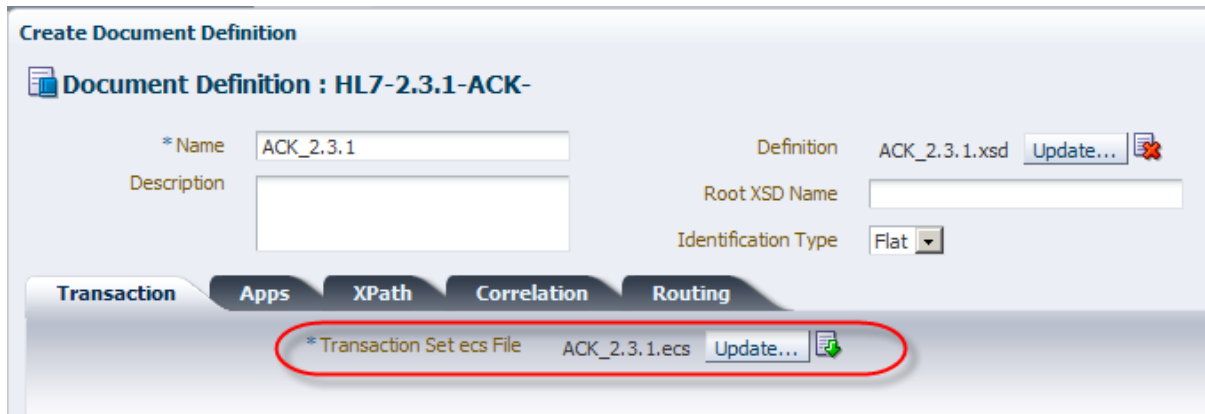 Create Document Definition
Document Definition : HL7-2.3.1-ACK-
* Name ACK_2.3.1 Definition ACK_2.3.1.xsd Update...
Description Root XSD Name
Identification Type Flat
Transaction Apps XPath Correlation Routing
* Transaction Set ecs File ACK_2.3.1.ecs Update...